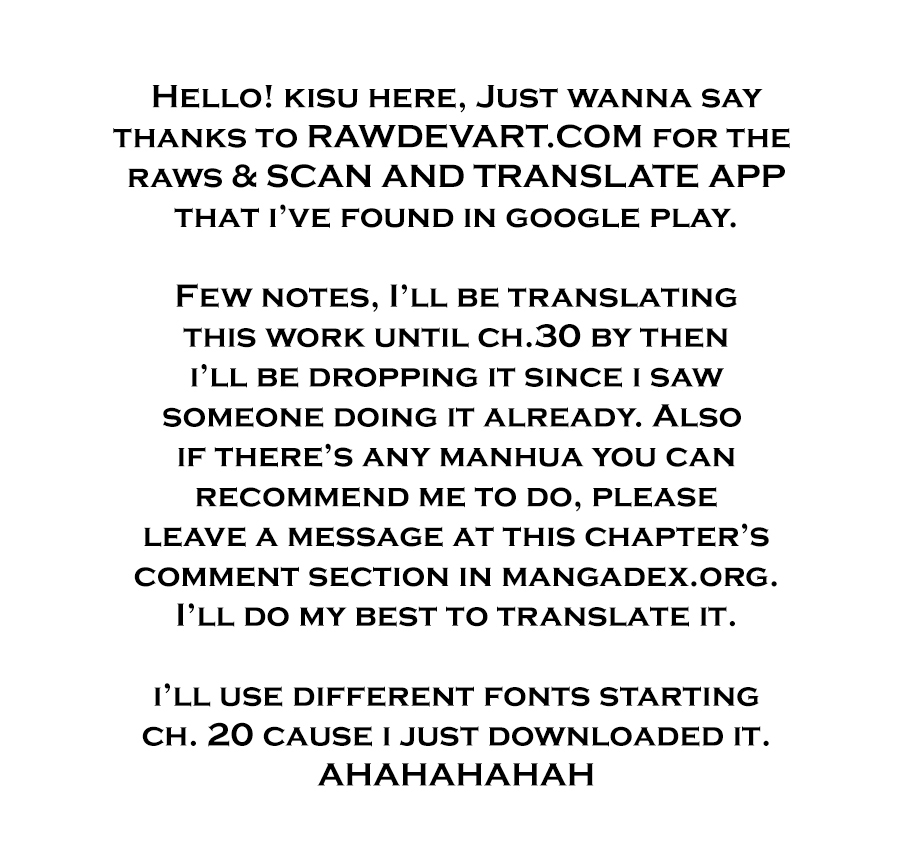 Hello! kisu here, Just wanna say
thanks to RAWDEVART.COM for the
raws & SCAN AND TRANSLATE APP
that i've found in google play.
Few notes, I'll be translating
this work until ch.30 by then
i'll be dropping it since i saw
someone doing it already. Also
if there's any manhua you can
recommend me to do, please
leave a message at this chapter's
comment section in mangadex.org.
I'll do my best to translate it.
i'll use different fonts starting
ch. 20 cause i just downloaded it.
AHAHAHAHAH